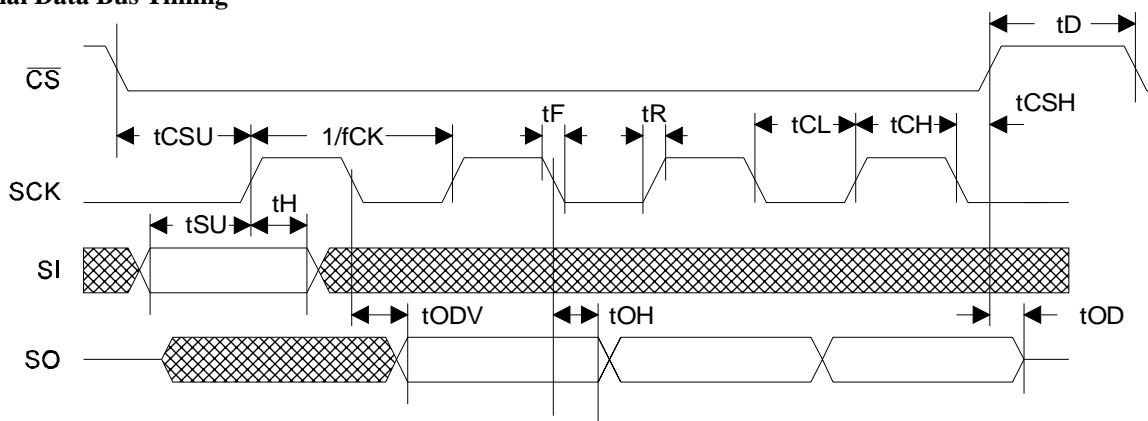 nal Data Bus Timing
tD
CS
tF
tR
tCSH
tCSU
1/fCK
tCL
tCH
SCK
tSU
tH
SI
tODV
tOH
tOD
SO